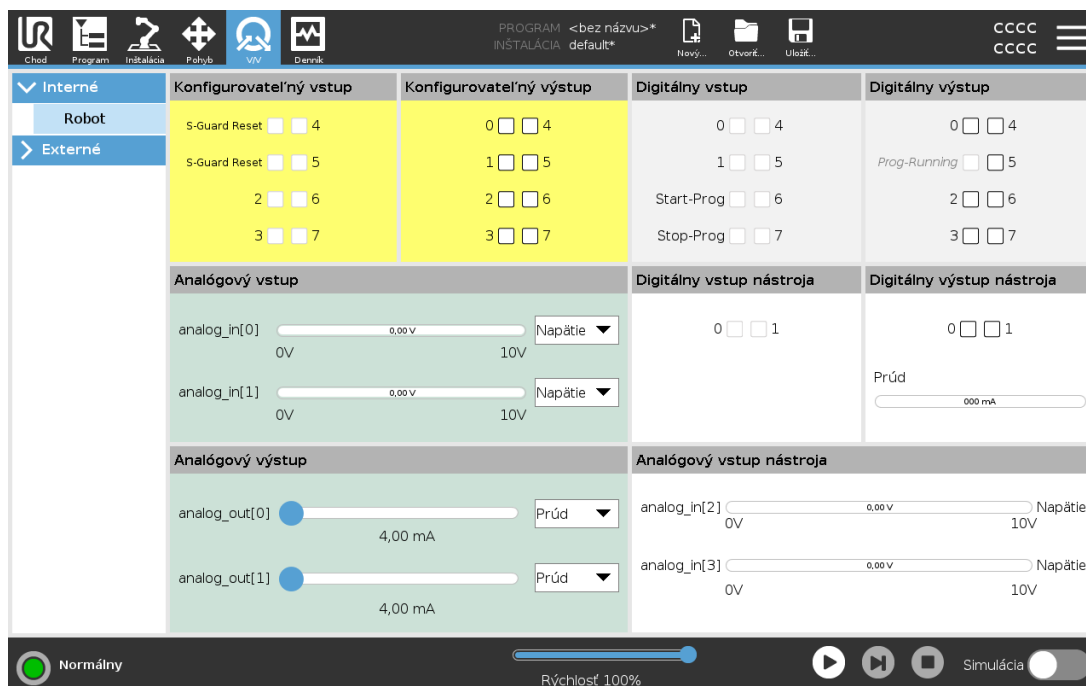 PROGRAM <bez názvu>*
INŠTALÁCIA default*
CCCC
CCCC
Chod Program Inštalácia Pohyb V/V Denník Nový... Otvoriť... Uložiť...
Interné
Robot
Externé
Konfigurovateľný vstup
S-Guard Reset 4
S-Guard Reset 5
2 6
3 7
Konfigurovateľný výstup
0 4
1 5
2 6
3 7
Digitálny vstup
0 4
1 5
Start-Prog 6
Stop-Prog 7
Digitálny výstup
0 4
Prog-Running 5
2 6
3 7
Analógový vstup
analog_in[0] 0,00 V Napätie
0V 10V
analog_in[1] 0,00 V Napätie
0V 10V
Digitálny vstup nástroja
0 1
Digitálny výstup nástroja
0 1
Prúd
000 mA
Analógový výstup
analog_out[0] Prúd
4,00 mA
analog_out[1] Prúd
4,00 mA
Analógový vstup nástroja
analog_in[2] 0,00 V Napätie
0V 10V
analog_in[3] 0,00 V Napätie
0V 10V
Normálny
Rýchlosť 100%
Simulácia